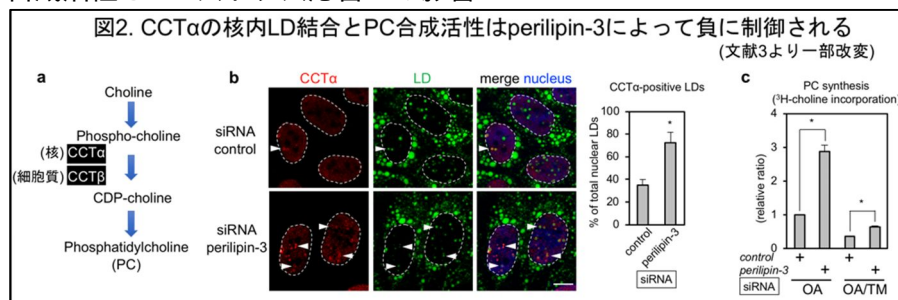 図2. CCTαの核内LD結合とPC合成活性はperilipin-3によって負に制御される
(文献3より一部改変)
a
Choline
Phospho-choline
(核) CCTα
(細胞質) CCTβ
CDP-choline
Phosphatidylcholine
(PC)
b
CCTα LD merge nucleus
siRNA
control
siRNA
perilipin-3
CCTα-positive LDs
% of total nuclear LDs
100
80
60
40
20
0
*
control
perilipin-3
siRNA
c
PC synthesis
(³H-choline incorporation)
(relative ratio)
4
3
2
1
0
*
*
control + +
perilipin-3 + +
siRNA OA OA/TM